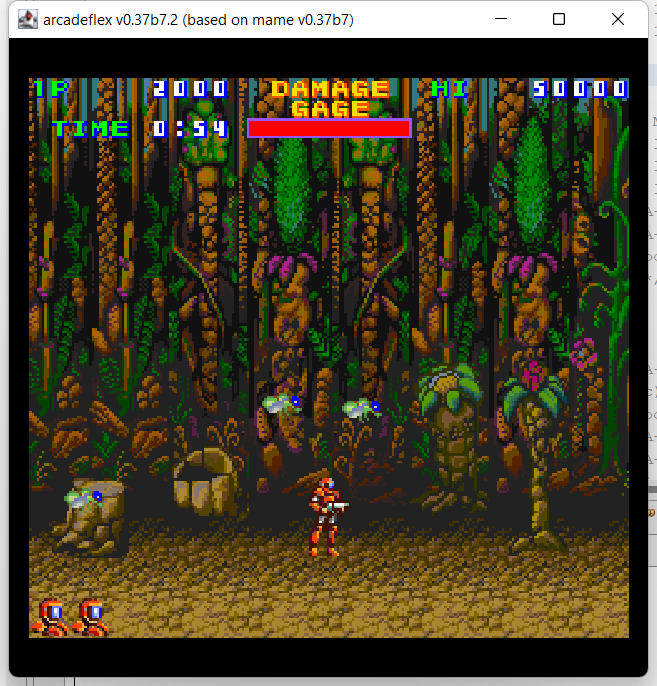 arcadeflex v0.37b7.2 (based on mame v0.37b7)
1P 2000 DAMAGE HI 50000
GAGE
TIME 0:54